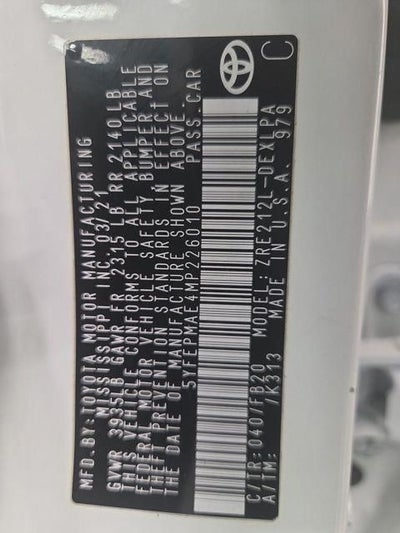 MFD.BY:TOYOTA MOTOR MANUFACTURING
MISSISSIPPI INC. 03/21
GVWR 3935LB GAWR FR 2315 LB RR 2140 LB
THIS VEHICLE CONFORMS TO ALL APPLICABLE
FEDERAL MOTOR VEHICLE SAFETY, BUMPER, AND
THEFT PREVENTION STANDARDS IN EFFECT ON
THE DATE OF MANUFACTURE SHOWN ABOVE.
5YFEPMAE4MP226010 PASS.CAR
C/TR:040/FB20 MODEL:ZRE212L-DEXLPA
A/TM: /K313 MADE IN U.S.A. 979
C